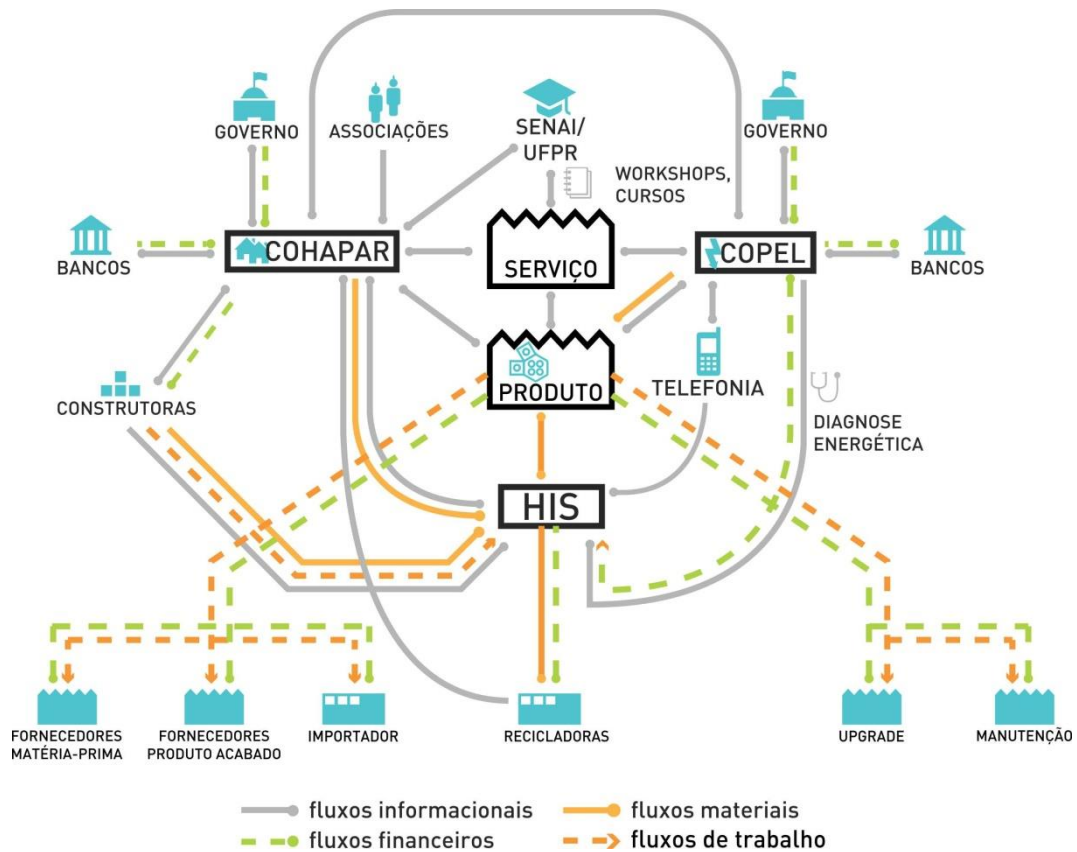 GOVERNO
ASSOCIAÇÕES
SENAI/
UFPR
GOVERNO
WORKSHOPS,
CURSOS
BANCOS
COHAPAR
SERVIÇO
COPEL
BANCOS
CONSTRUTORAS
PRODUTO
TELEFONIA
DIAGNOSE
ENERGÉTICA
HIS
FORNECEDORES
MATÉRIA-PRIMA
FORNECEDORES
PRODUTO ACABADO
IMPORTADOR
RECICLADORAS
UPGRADE
MANUTENÇÃO
fluxos informacionais
fluxos materiais
fluxos financeiros
fluxos de trabalho